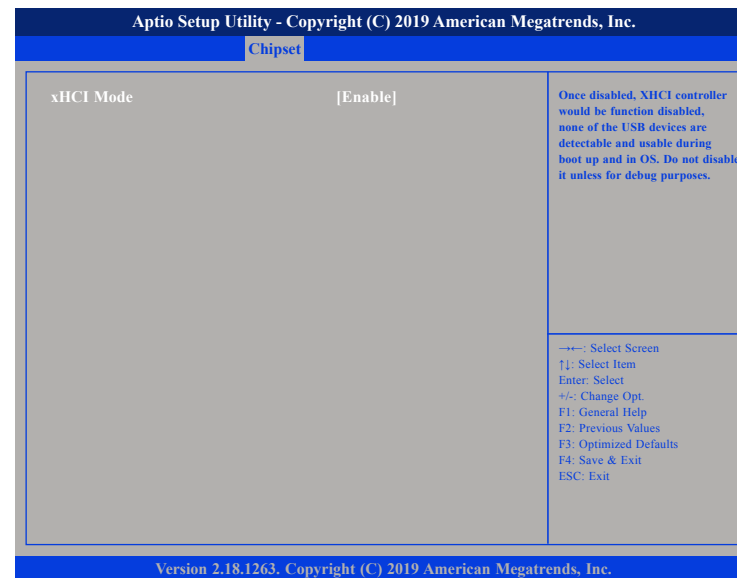 Aptio Setup Utility - Copyright (C) 2019 American Megatrends, Inc.
Chipset
xHCI Mode [Enable]
Once disabled, XHCI controller
would be function disabled,
none of the USB devices are
detectable and usable during
boot up and in OS. Do not disable
it unless for debug purposes.
→←: Select Screen
↑↓: Select Item
Enter: Select
+/-: Change Opt.
F1: General Help
F2: Previous Values
F3: Optimized Defaults
F4: Save & Exit
ESC: Exit
Version 2.18.1263. Copyright (C) 2019 American Megatrends, Inc.